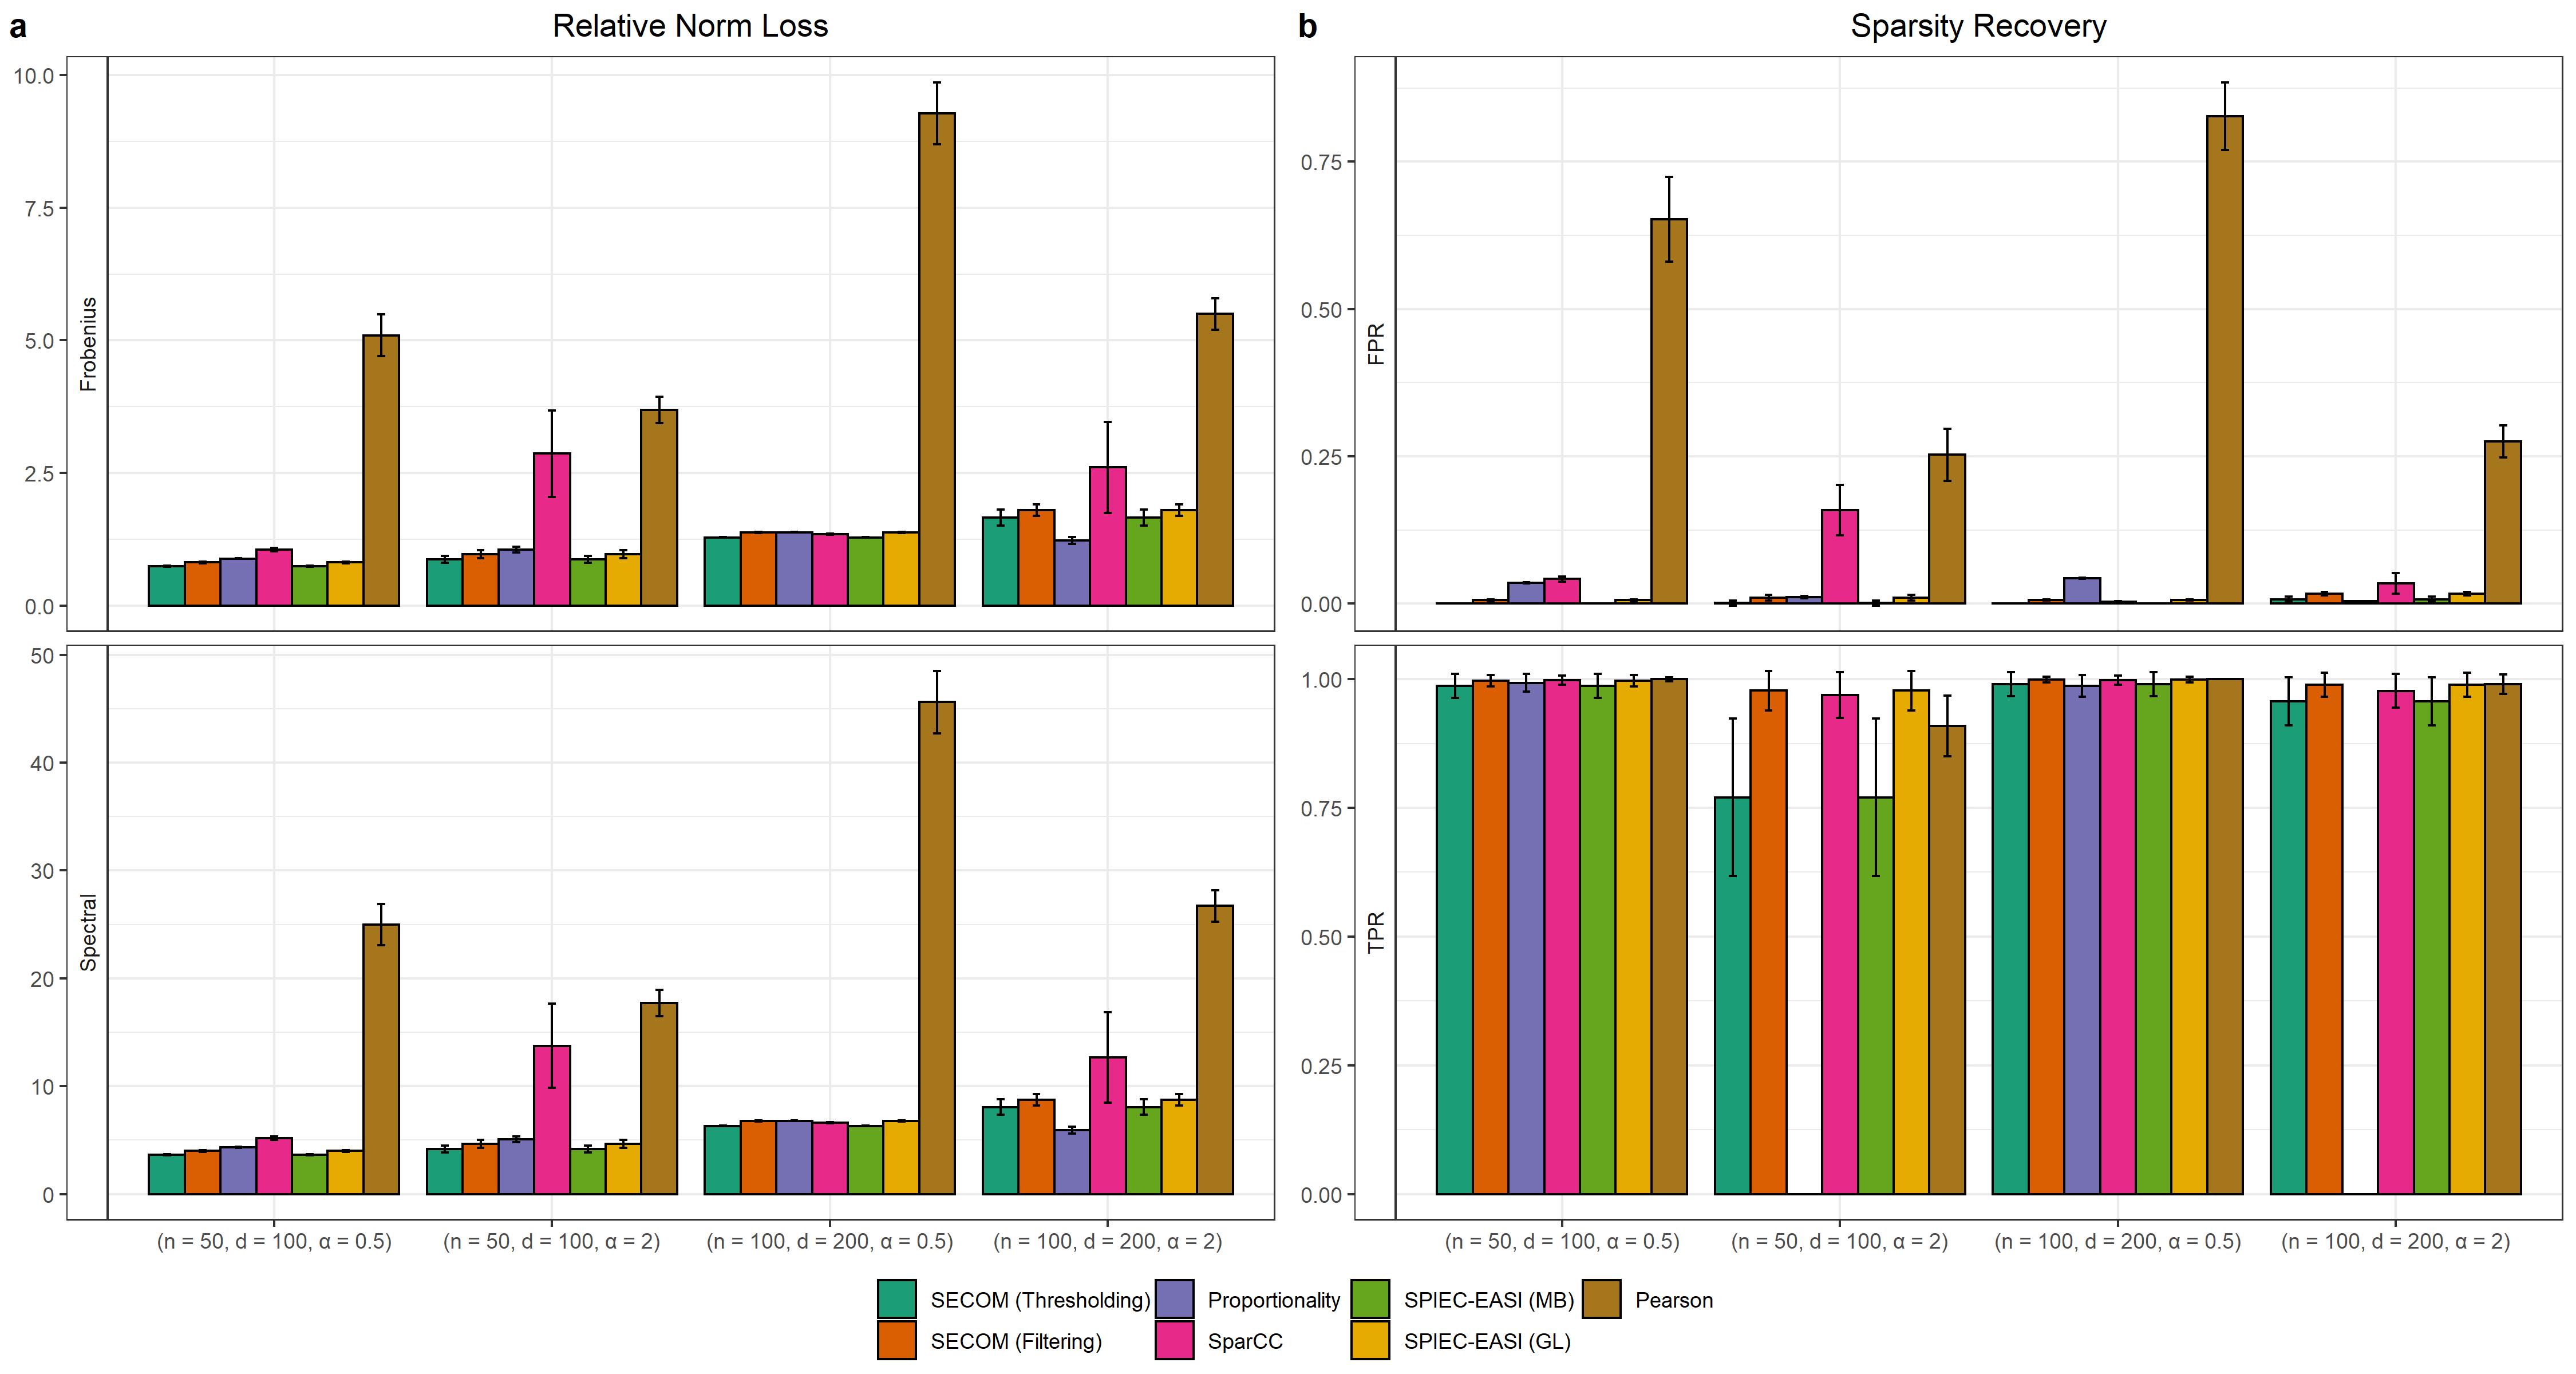 a
Relative Norm Loss
b
Sparsity Recovery
10.0
7.5
5.0
2.5
0.0
Frobenius
0.75
0.50
0.25
0.00
FPR
50
40
30
20
10
0
Spectral
1.00
0.75
0.50
0.25
0.00
TPR
(n = 50, d = 100, α = 0.5)
(n = 50, d = 100, α = 2)
(n = 100, d = 200, α = 0.5)
(n = 100, d = 200, α = 2)
(n = 50, d = 100, α = 0.5)
(n = 50, d = 100, α = 2)
(n = 100, d = 200, α = 0.5)
(n = 100, d = 200, α = 2)
SECOM (Thresholding)
Proportionality
SPIEC-EASI (MB)
Pearson
SECOM (Filtering)
SparCC
SPIEC-EASI (GL)